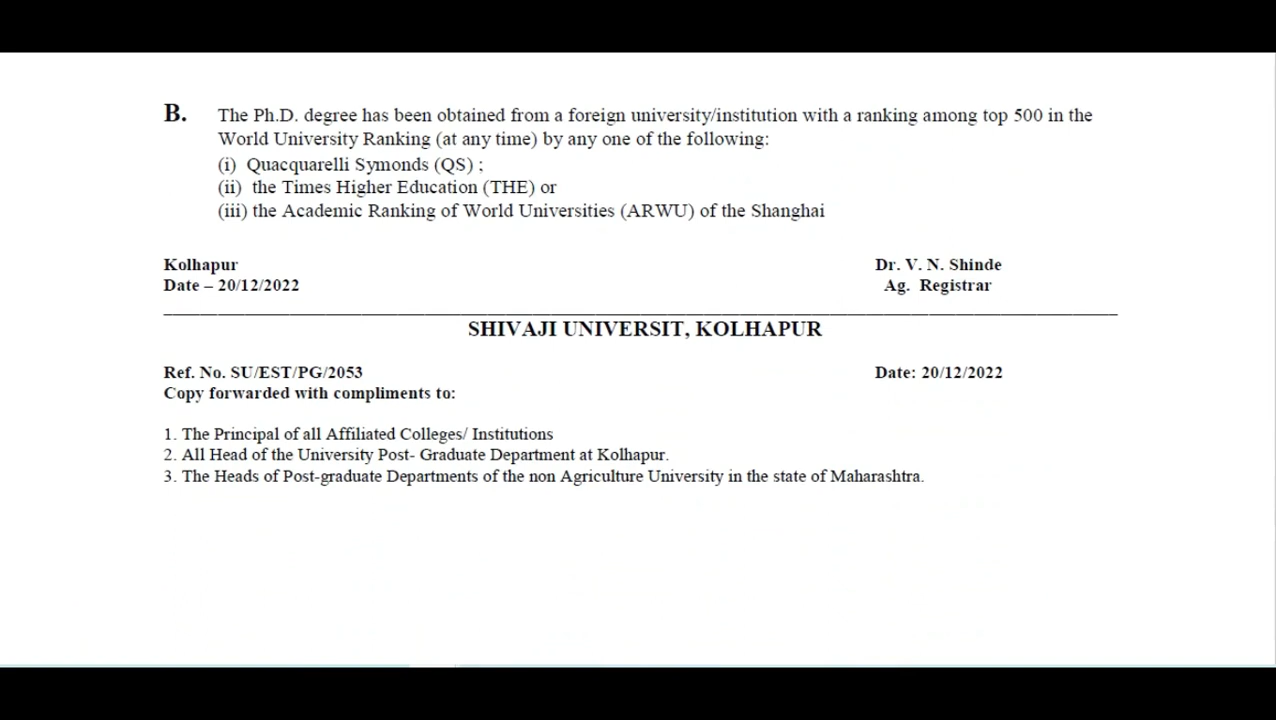 B. The Ph.D. degree has been obtained from a foreign university/institution with a ranking among top 500 in the
World University Ranking (at any time) by any one of the following:
(i) Quacquarelli Symonds (QS) ;
(ii) the Times Higher Education (THE) or
(iii) the Academic Ranking of World Universities (ARWU) of the Shanghai
Kolhapur Dr. V. N. Shinde
Date – 20/12/2022 Ag. Registrar
SHIVAJI UNIVERSIT, KOLHAPUR
Ref. No. SU/EST/PG/2053 Date: 20/12/2022
Copy forwarded with compliments to:
1. The Principal of all Affiliated Colleges/ Institutions
2. All Head of the University Post- Graduate Department at Kolhapur.
3. The Heads of Post-graduate Departments of the non Agriculture University in the state of Maharashtra.